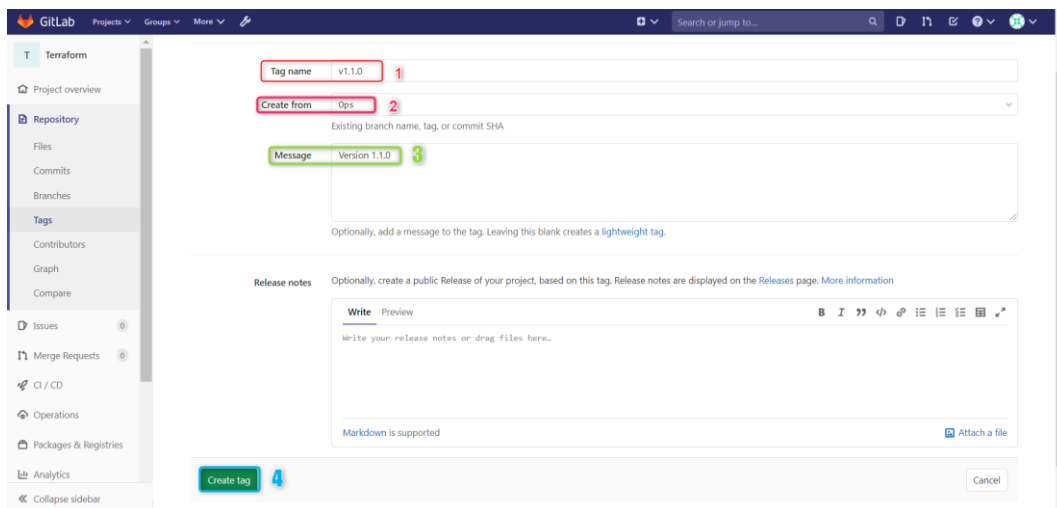 GitLab Projects Groups More Search or jump to...
T Terraform
Project overview
Repository
Files
Commits
Branches
Tags
Contributors
Graph
Compare
Issues 0
Merge Requests 0
CI / CD
Operations
Packages & Registries
Analytics
Collapse sidebar
Tag name v1.1.0 1
Create from Ops 2
Existing branch name, tag, or commit SHA
Message Version 1.1.0 3
Optionally, add a message to the tag. Leaving this blank creates a lightweight tag.
Release notes Optionally, create a public Release of your project, based on this tag. Release notes are displayed on the Releases page. More information
Write Preview B I
Write your release notes or drag files here…
Markdown is supported Attach a file
Create tag 4 Cancel